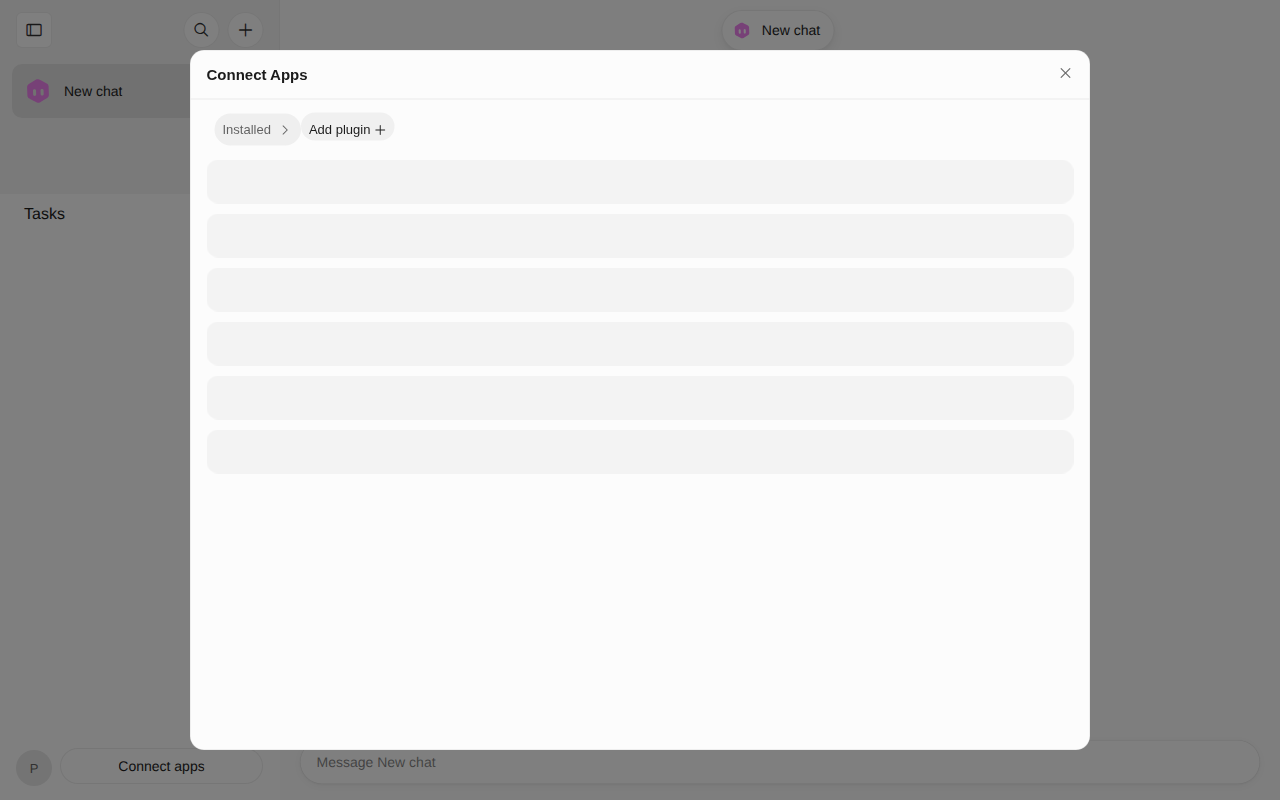 New chat
New chat
Connect Apps
Installed
Add plugin
Tasks
P
Connect apps
Message New chat